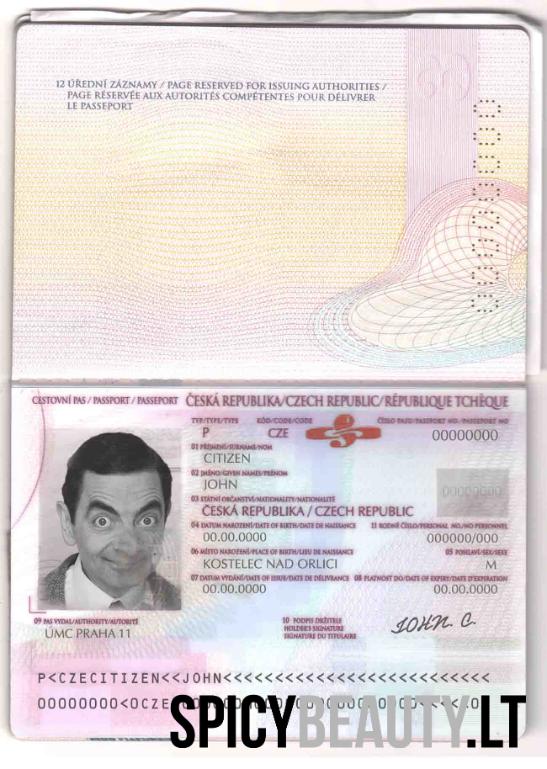 12 ÚŘEDNÍ ZÁZNAMY / PAGE RESERVED FOR ISSUING AUTHORITIES /
PAGE RÉSERVÉE AUX AUTORITÉS COMPÉTENTES POUR DÉLIVRER
LE PASSEPORT
CESTOVNÍ PAS / PASSPORT / PASSEPORT ČESKÁ REPUBLIKA/CZECH REPUBLIC/RÉPUBLIQUE TCHÈQUE
TYP/TYPE/TYPE KÓD/CODE/CODE ČÍSLO PASU/PASSPORT NO./PASSEPORT NO
P CZE 00000000
01 PŘÍJMENÍ/SURNAME/NOM
CITIZEN
02 JMÉNO/GIVEN NAMES/PRÉNOM
JOHN
00000000
03 STÁTNÍ OBČANSTVÍ/NATIONALITY/NATIONALITÉ
ČESKÁ REPUBLIKA / CZECH REPUBLIC
04 DATUM NAROZENÍ/DATE OF BIRTH/DATE DE NAISSANCE 11 RODNÉ ČÍSLO/PERSONAL NO./NO PERSONNEL
00.00.0000 000000/000
06 MÍSTO NAROZENÍ/PLACE OF BIRTH/LIEU DE NAISSANCE 05 POHLAVÍ/SEX/SEXE
KOSTELEC NAD ORLICI M
07 DATUM VYDÁNÍ/DATE OF ISSUE/DATE DE DÉLIVRANCE 08 PLATNOST DO/DATE OF EXPIRY/DATE D'EXPIRATION
00.00.0000 00.00.0000
09 PAS VYDAL/AUTHORITY/AUTORITÉ
ÚMC PRAHA 11
10 PODPIS DRŽITELE
HOLDER'S SIGNATURE
SIGNATURE DU TITULAIRE
JOHN C.
P<CZECITIZEN<<JOHN<<<<<<<<<<<<<<<<<<<<<<<<<<
00000000<0CZE
SPICYBEAUTY.LT